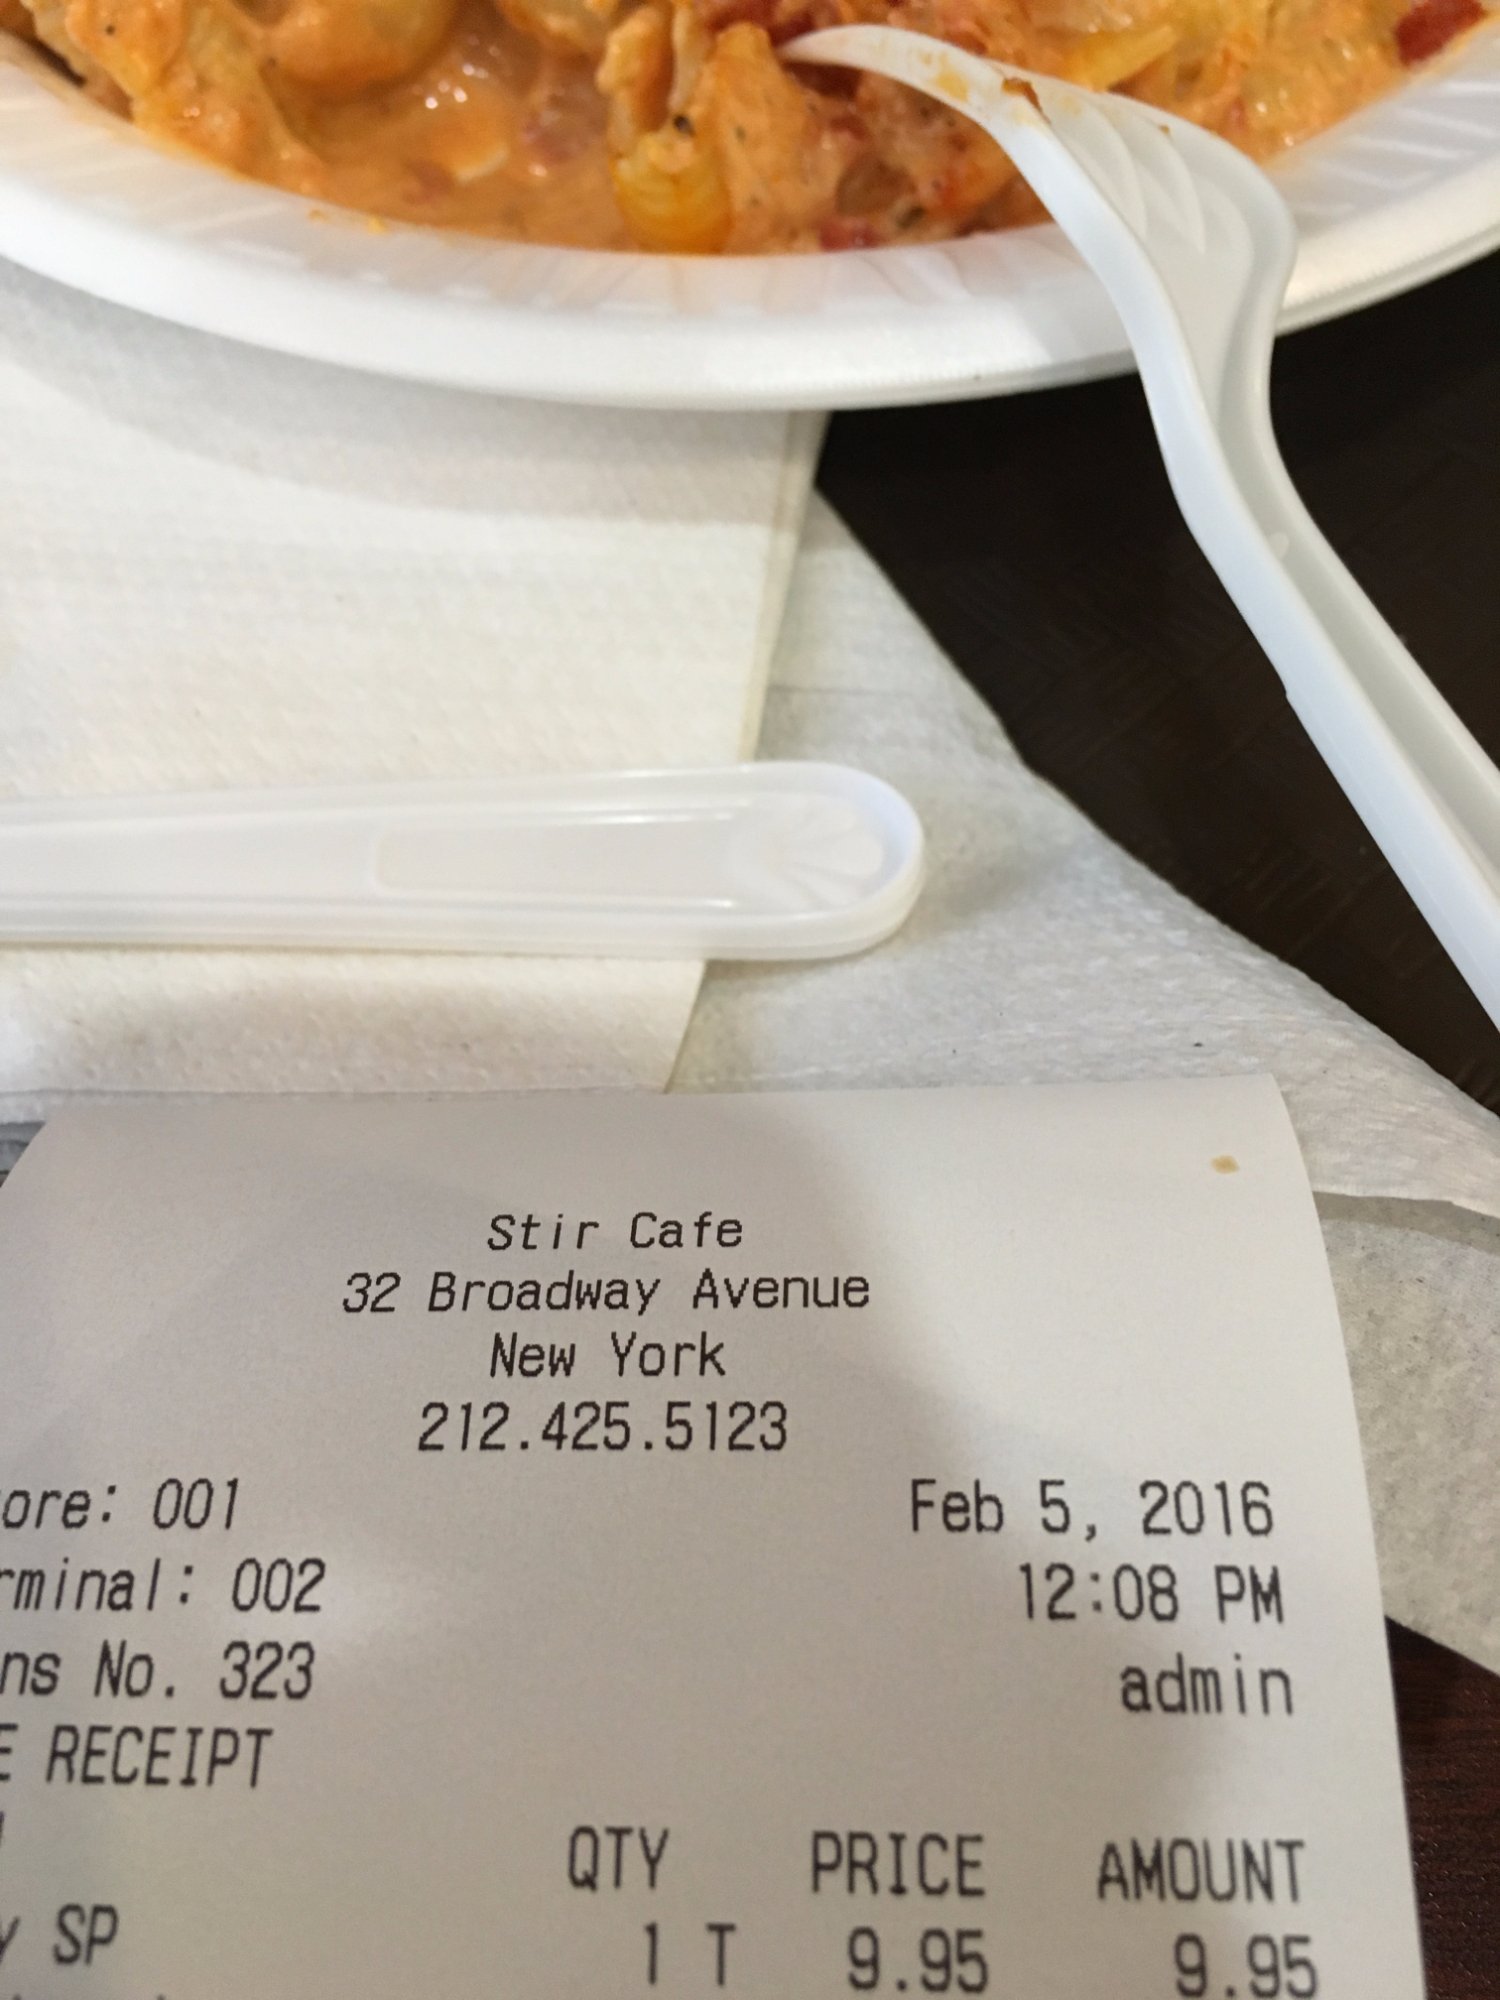 Stir Cafe
32 Broadway Avenue
New York
212.425.5123
ore: 001 Feb 5, 2016
rminal: 002 12:08 PM
ns No. 323 admin
E RECEIPT
QTY PRICE AMOUNT
y SP 1 T 9.95 9.95